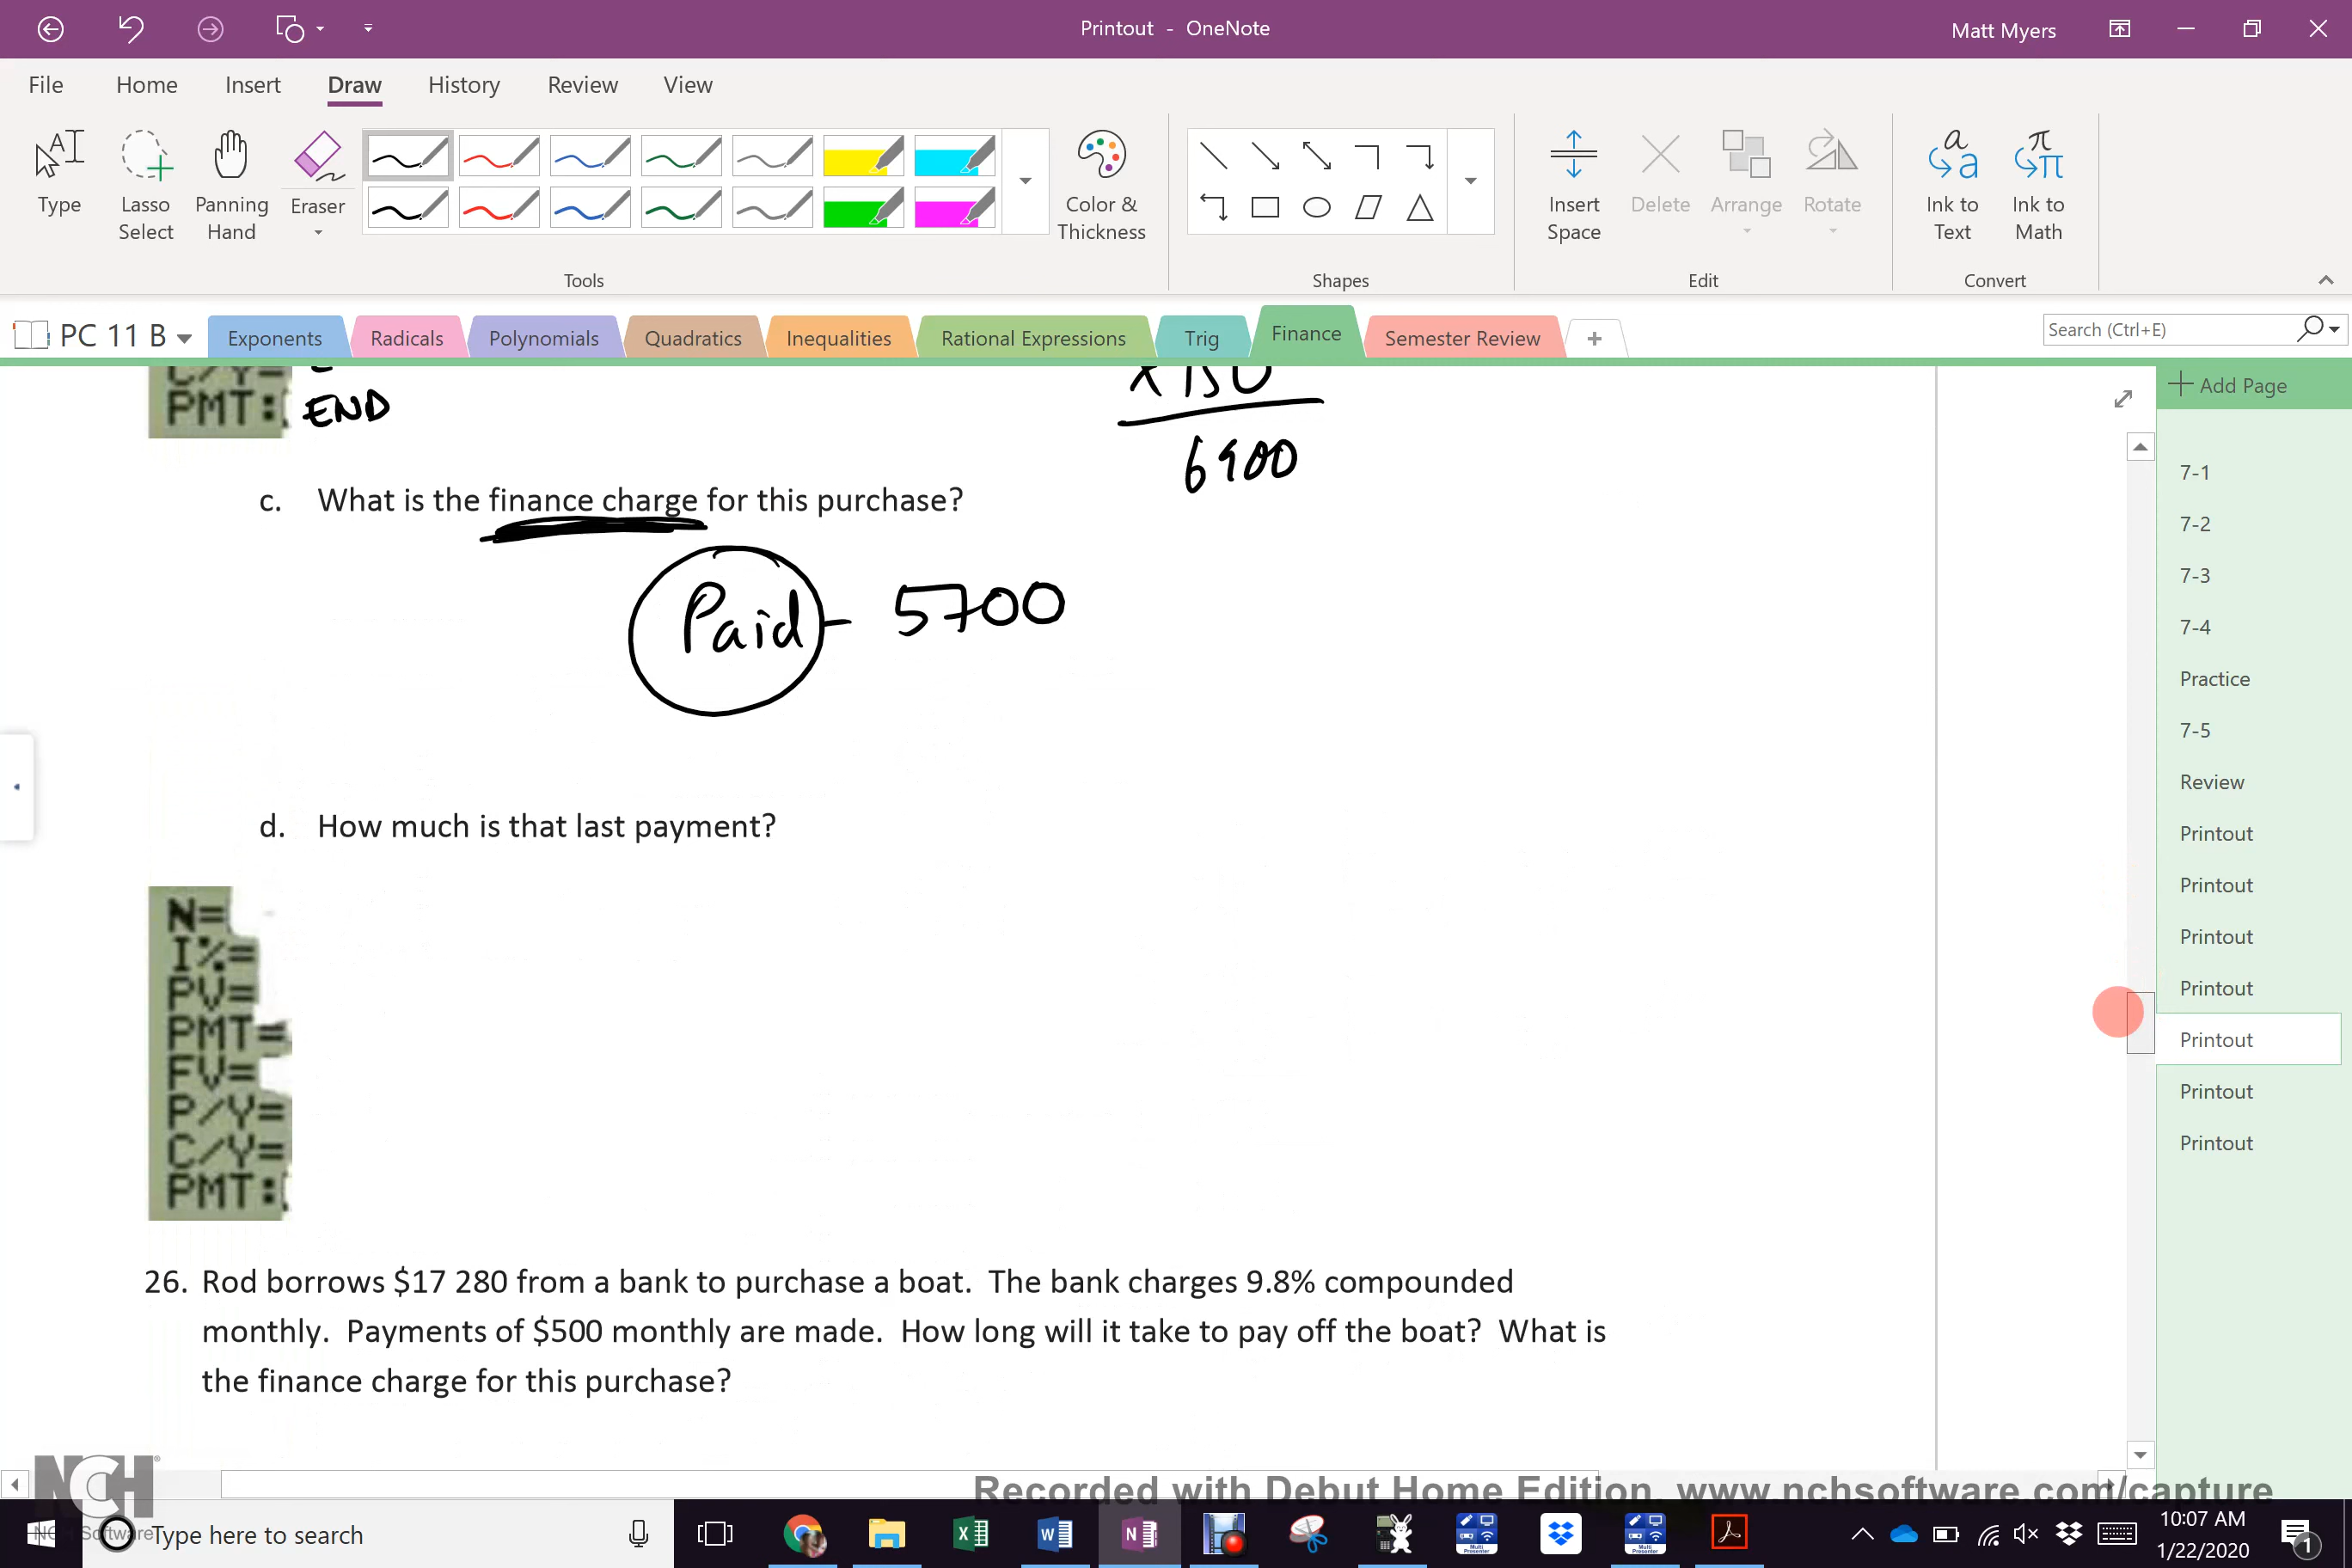 Printout - OneNote
Matt Myers
File Home Insert Draw History Review View
Type
Lasso Select
Panning Hand
Eraser
Color & Thickness
Insert Space
Delete
Arrange
Rotate
Ink to Text
Ink to Math
Tools
Shapes
Edit
Convert
PC 11 B
Exponents Radicals Polynomials Quadratics Inequalities Rational Expressions Trig Finance Semester Review
Search (Ctrl+E)
Add Page
7-1
7-2
7-3
7-4
Practice
7-5
Review
Printout
Printout
Printout
Printout
Printout
Printout
Printout
C/Y=
PMT: END
x 150
6900
c. What is the finance charge for this purchase?
Paid - 5700
d. How much is that last payment?
N=
I%=
PV=
PMT=
FV=
P/Y=
C/Y=
PMT:
26. Rod borrows $17 280 from a bank to purchase a boat. The bank charges 9.8% compounded
monthly. Payments of $500 monthly are made. How long will it take to pay off the boat? What is
the finance charge for this purchase?
NCH
NCH Software
Recorded with Debut Home Edition. www.nchsoftware.com/capture
Type here to search
10:07 AM
1/22/2020
1